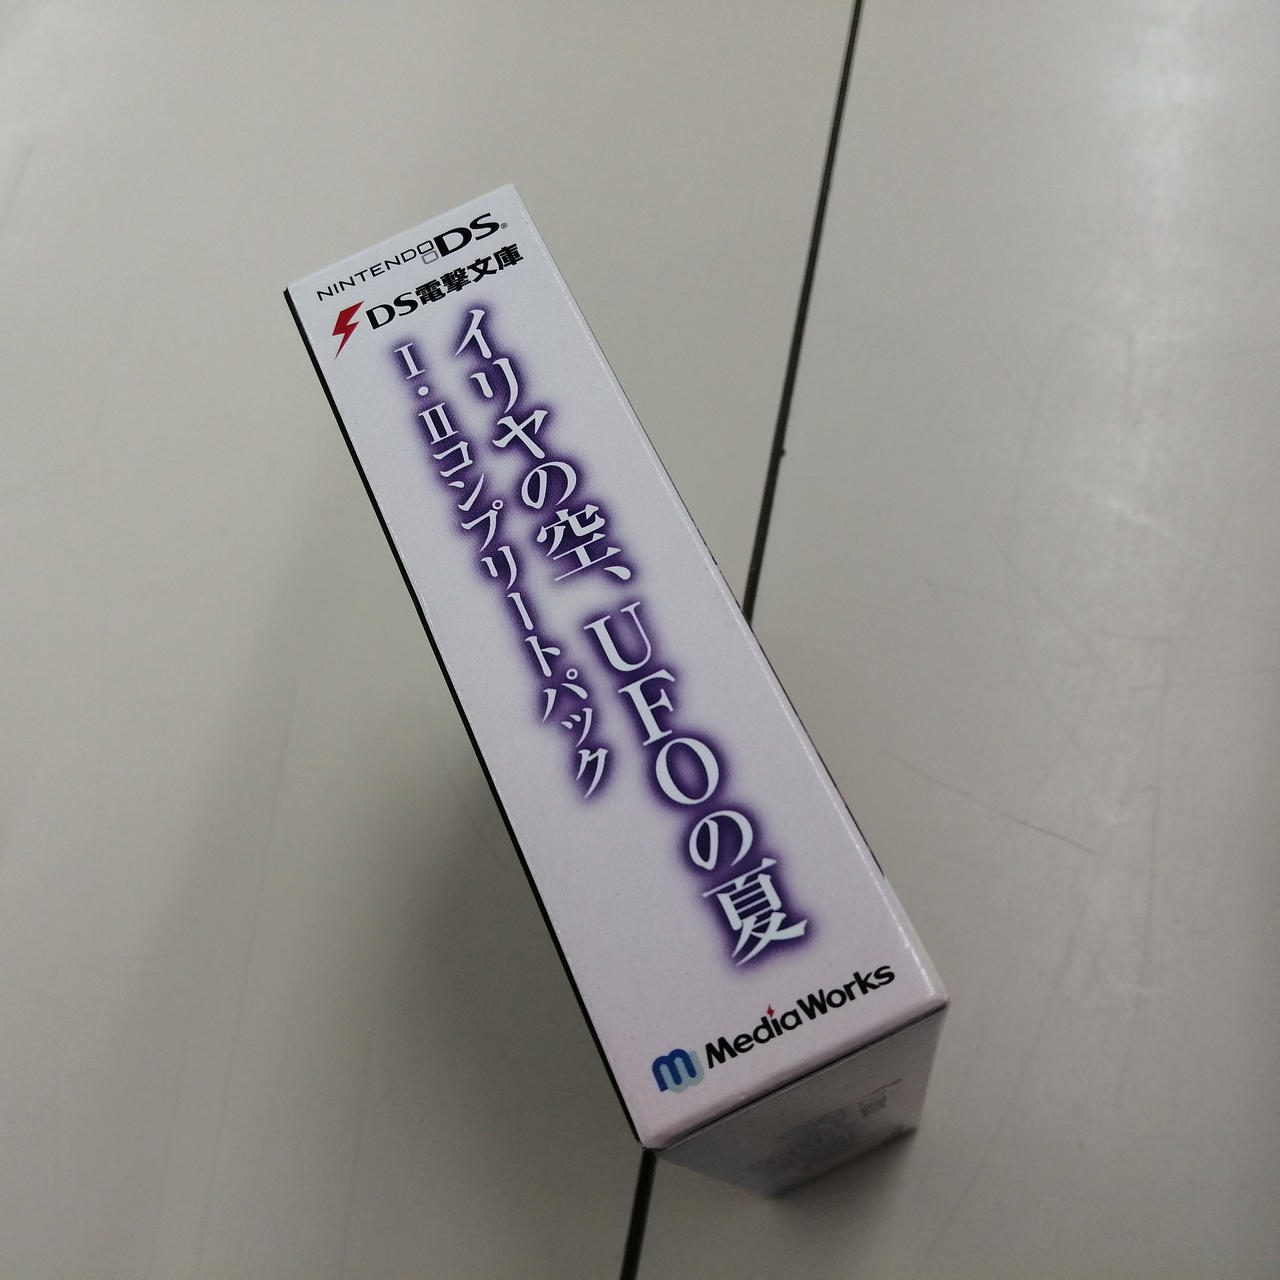 NINTENDO DS®
DS電撃文庫
イリヤの空、UFOの夏
I・IIコンプリートパック
m MediaWorks